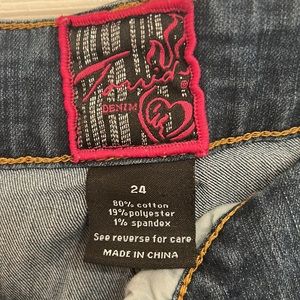 DENIM
24
80% cotton
19% polyester
1% spandex
See reverse for care
MADE IN CHINA